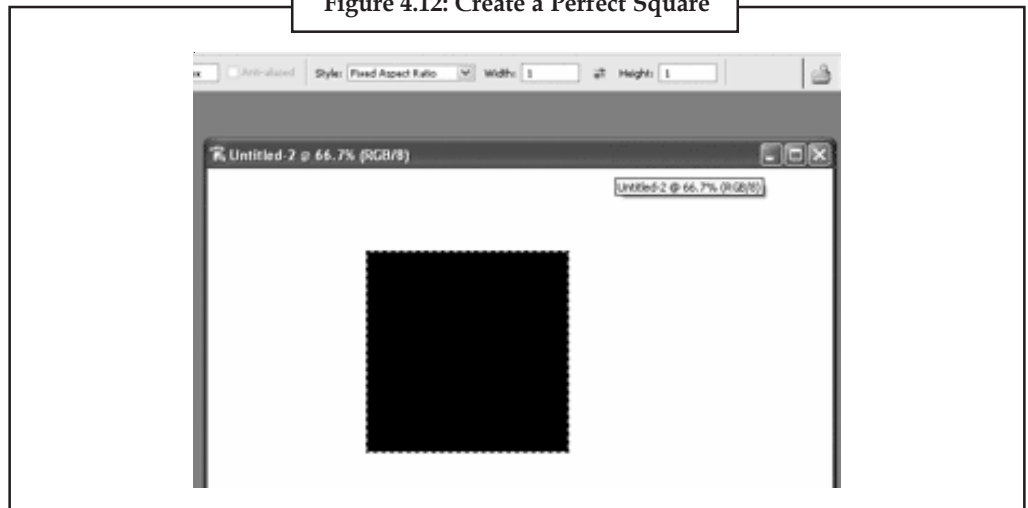 Figure 4.12: Create a Perfect Square
Anti-aliased Style: Fixed Aspect Ratio Width: 1 Height: 1
Untitled-2 @ 66.7% (RGB/8)
Untitled-2 @ 66.7% (RGB/8)